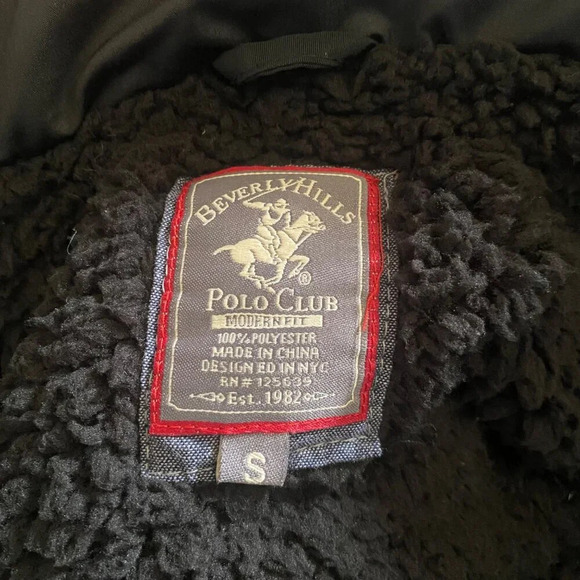 BEVERLY HILLS
®
POLO CLUB
MODERN FIT
100% POLYESTER
MADE IN CHINA
DESIGNED IN NYC
RN# 125639
Est. 1982
S